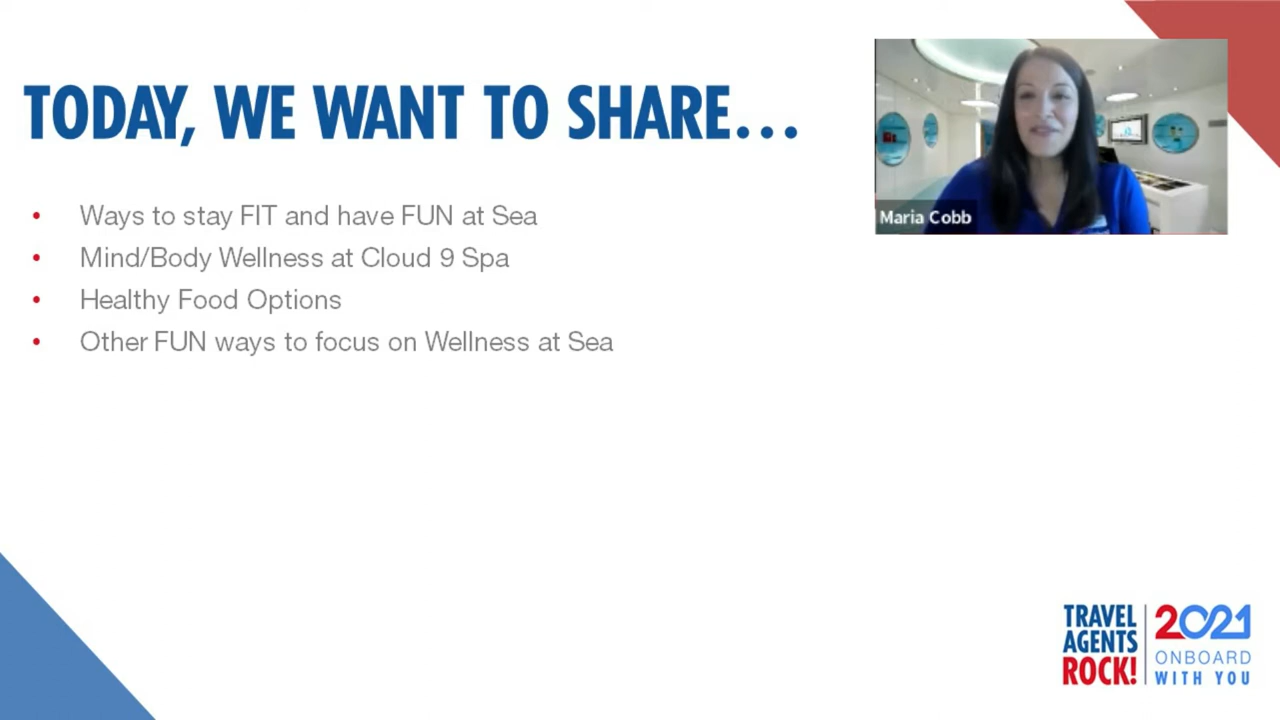 TODAY, WE WANT TO SHARE...
• Ways to stay FIT and have FUN at Sea
• Mind/Body Wellness at Cloud 9 Spa
• Healthy Food Options
• Other FUN ways to focus on Wellness at Sea
Maria Cobb
TRAVEL
AGENTS
ROCK!
2021
ONBOARD
WITH YOU